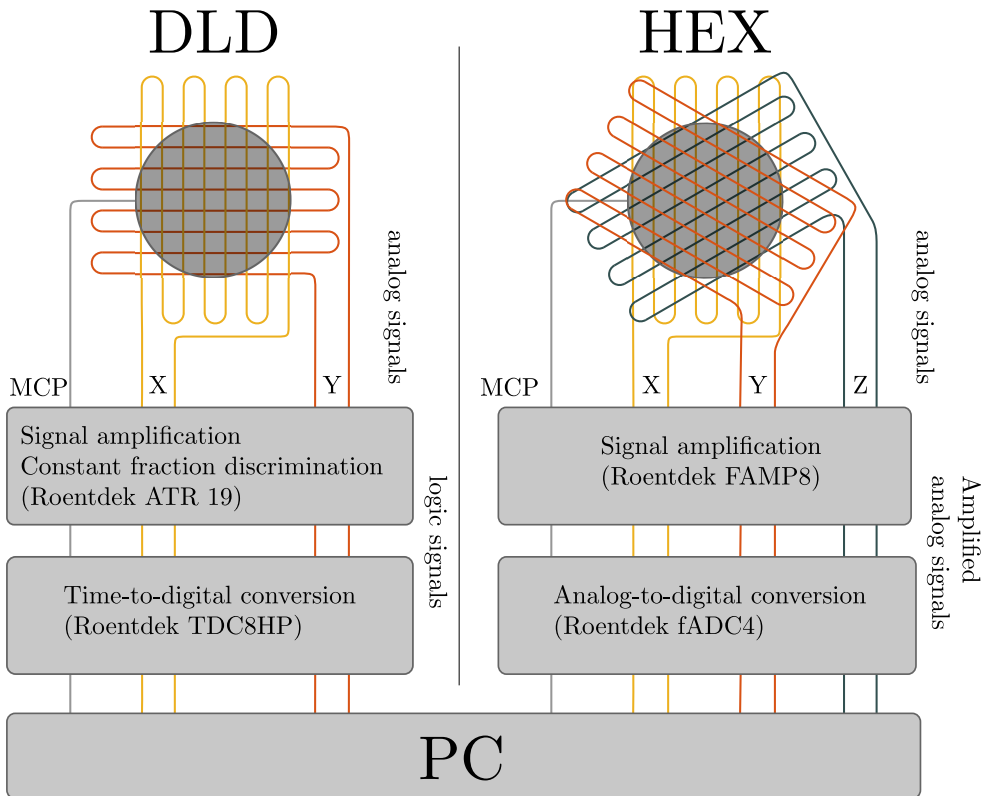 DLD
HEX
analog signals
analog signals
MCP
X
Y
MCP
X
Y
Z
Signal amplification
Constant fraction discrimination
(Roentdek ATR 19)
Signal amplification
(Roentdek FAMP8)
logic signals
Amplified
analog signals
Time-to-digital conversion
(Roentdek TDC8HP)
Analog-to-digital conversion
(Roentdek fADC4)
PC